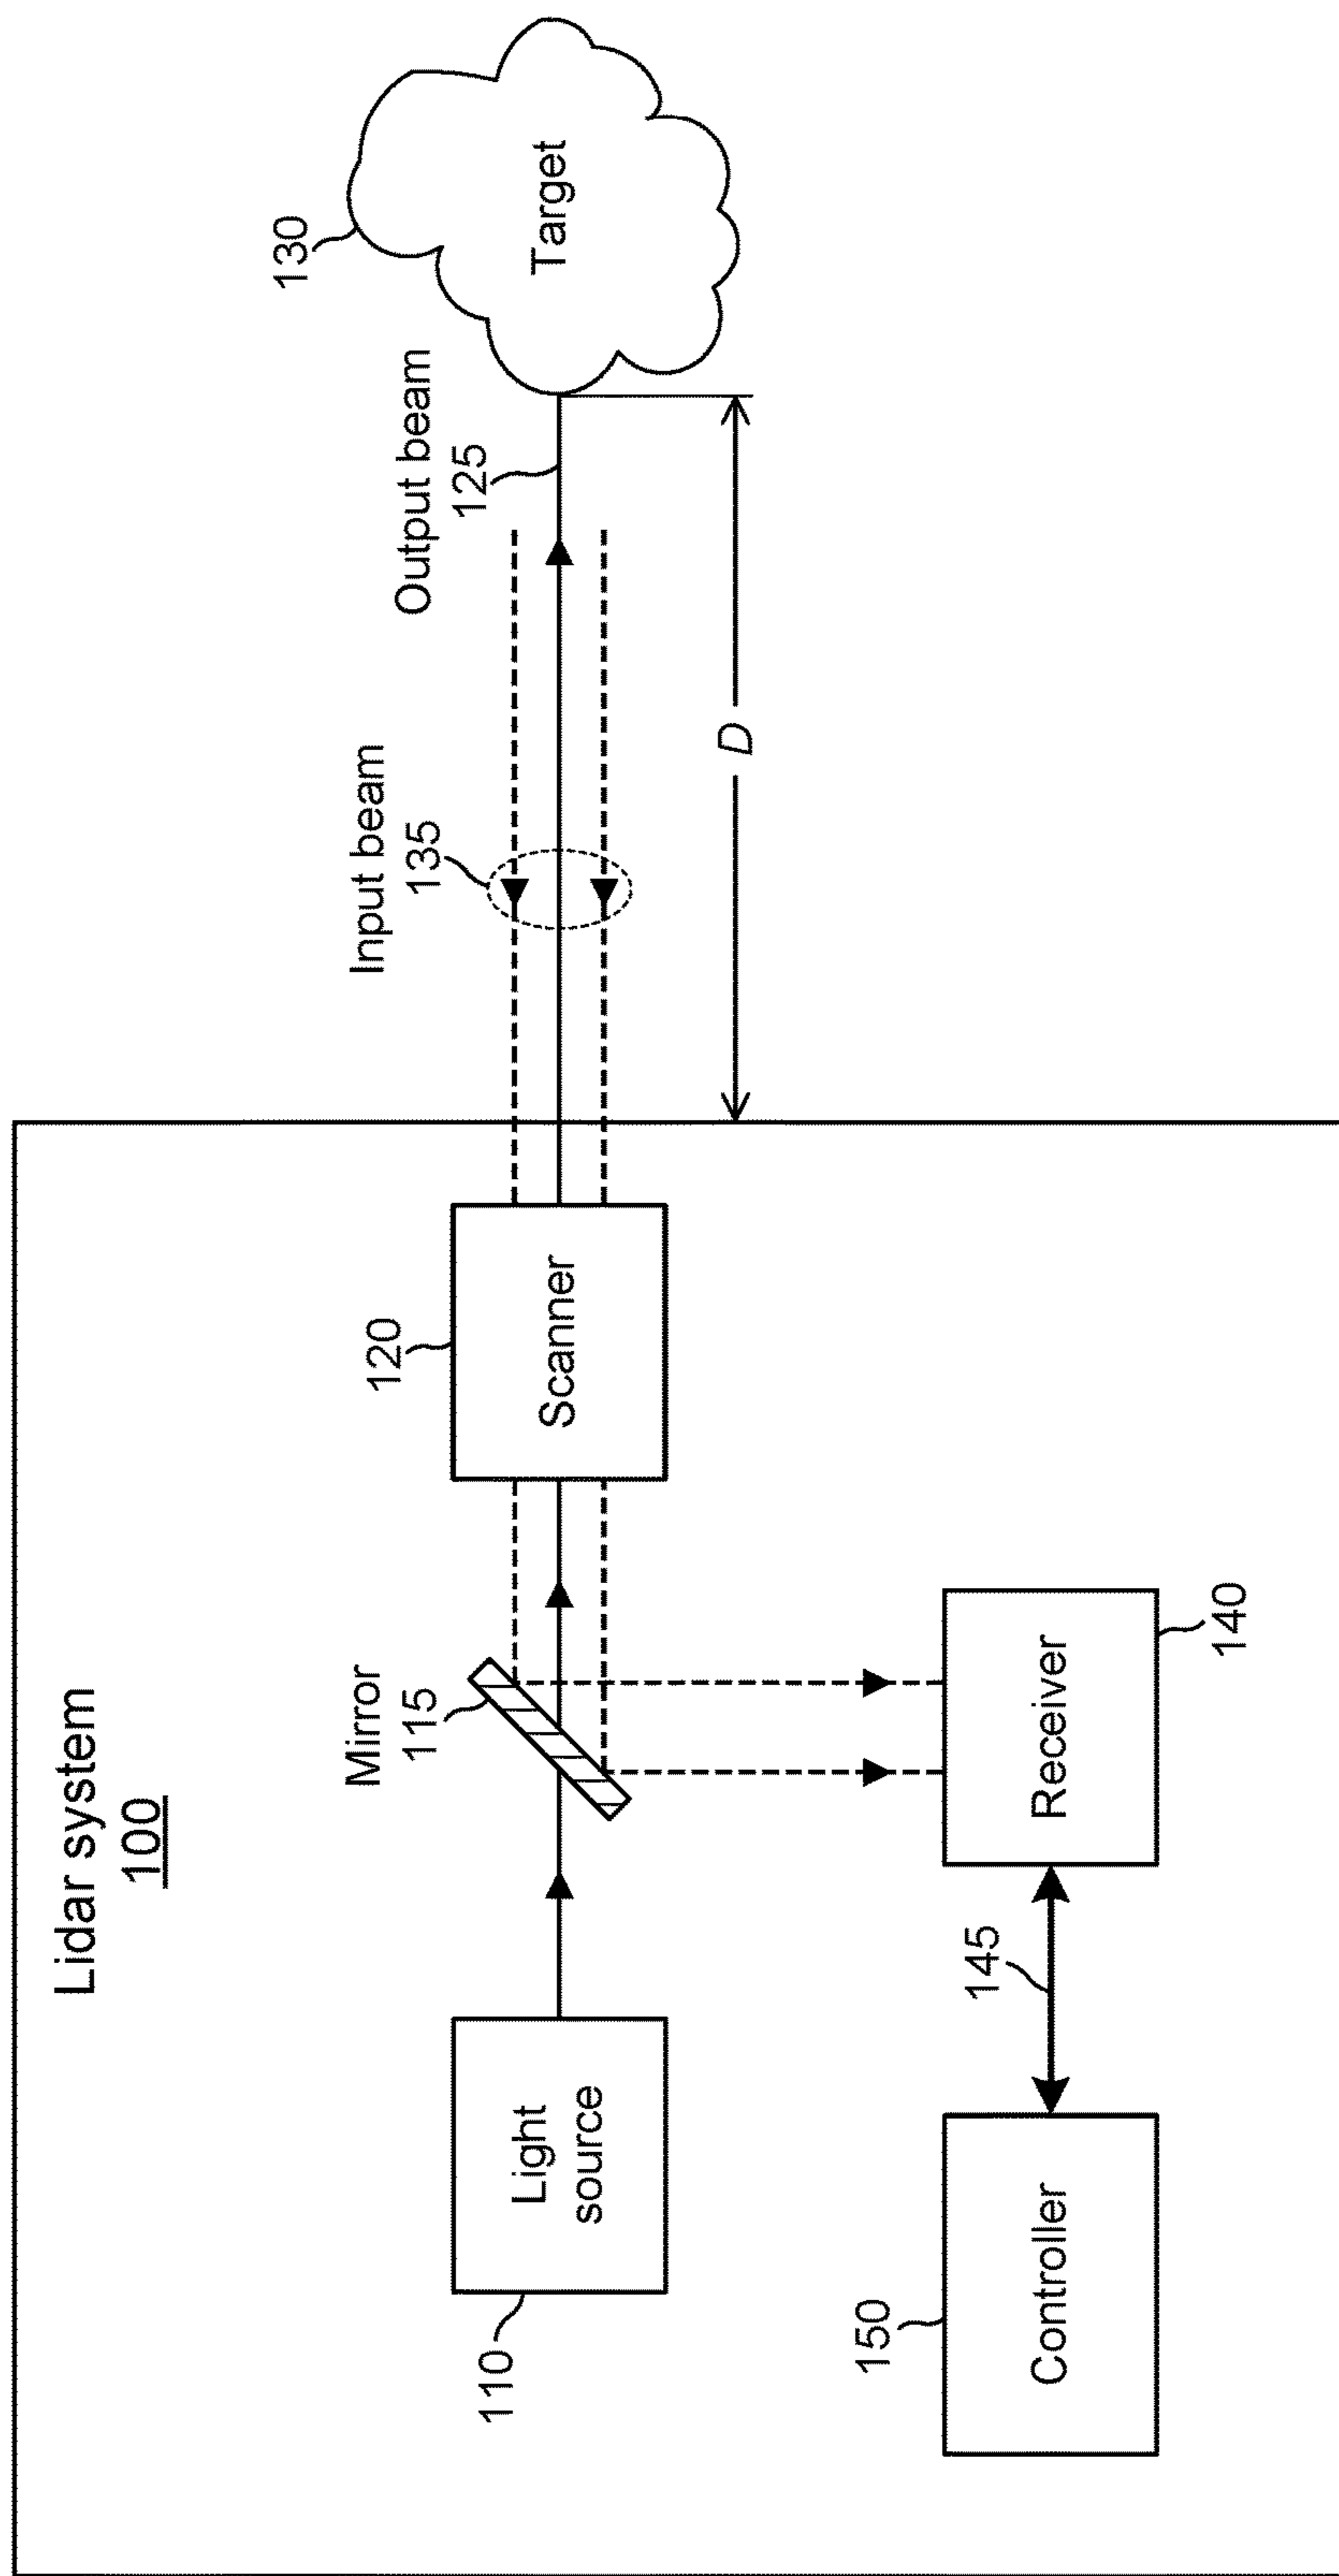 Lidar system
100
110
Light
source
Mirror
115
120
Scanner
Input beam
135
Output beam
125
130
Target
D
150
Controller
145
Receiver
140